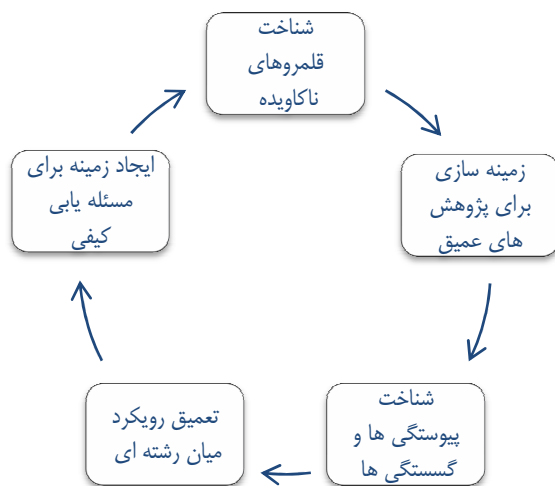 شناخت
قلمروهای
ناکاویده
زمینه سازی
برای پژوهش
های عمیق
شناخت
پیوستگی ها و
گسستگی ها
تعمیق رویکرد
میان رشته ای
ایجاد زمینه برای
مسئله یابی
کیفی